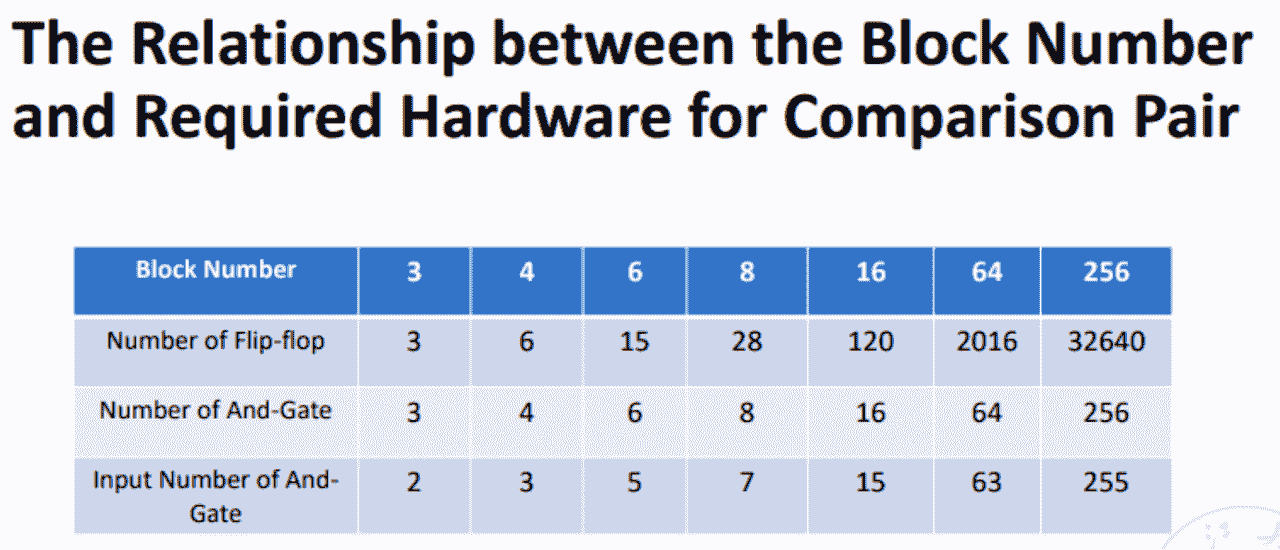 The Relationship between the Block Number
and Required Hardware for Comparison Pair
Block Number 3 4 6 8 16 64 256
Number of Flip-flop 3 6 15 28 120 2016 32640
Number of And-Gate 3 4 6 8 16 64 256
Input Number of And-
Gate 2 3 5 7 15 63 255